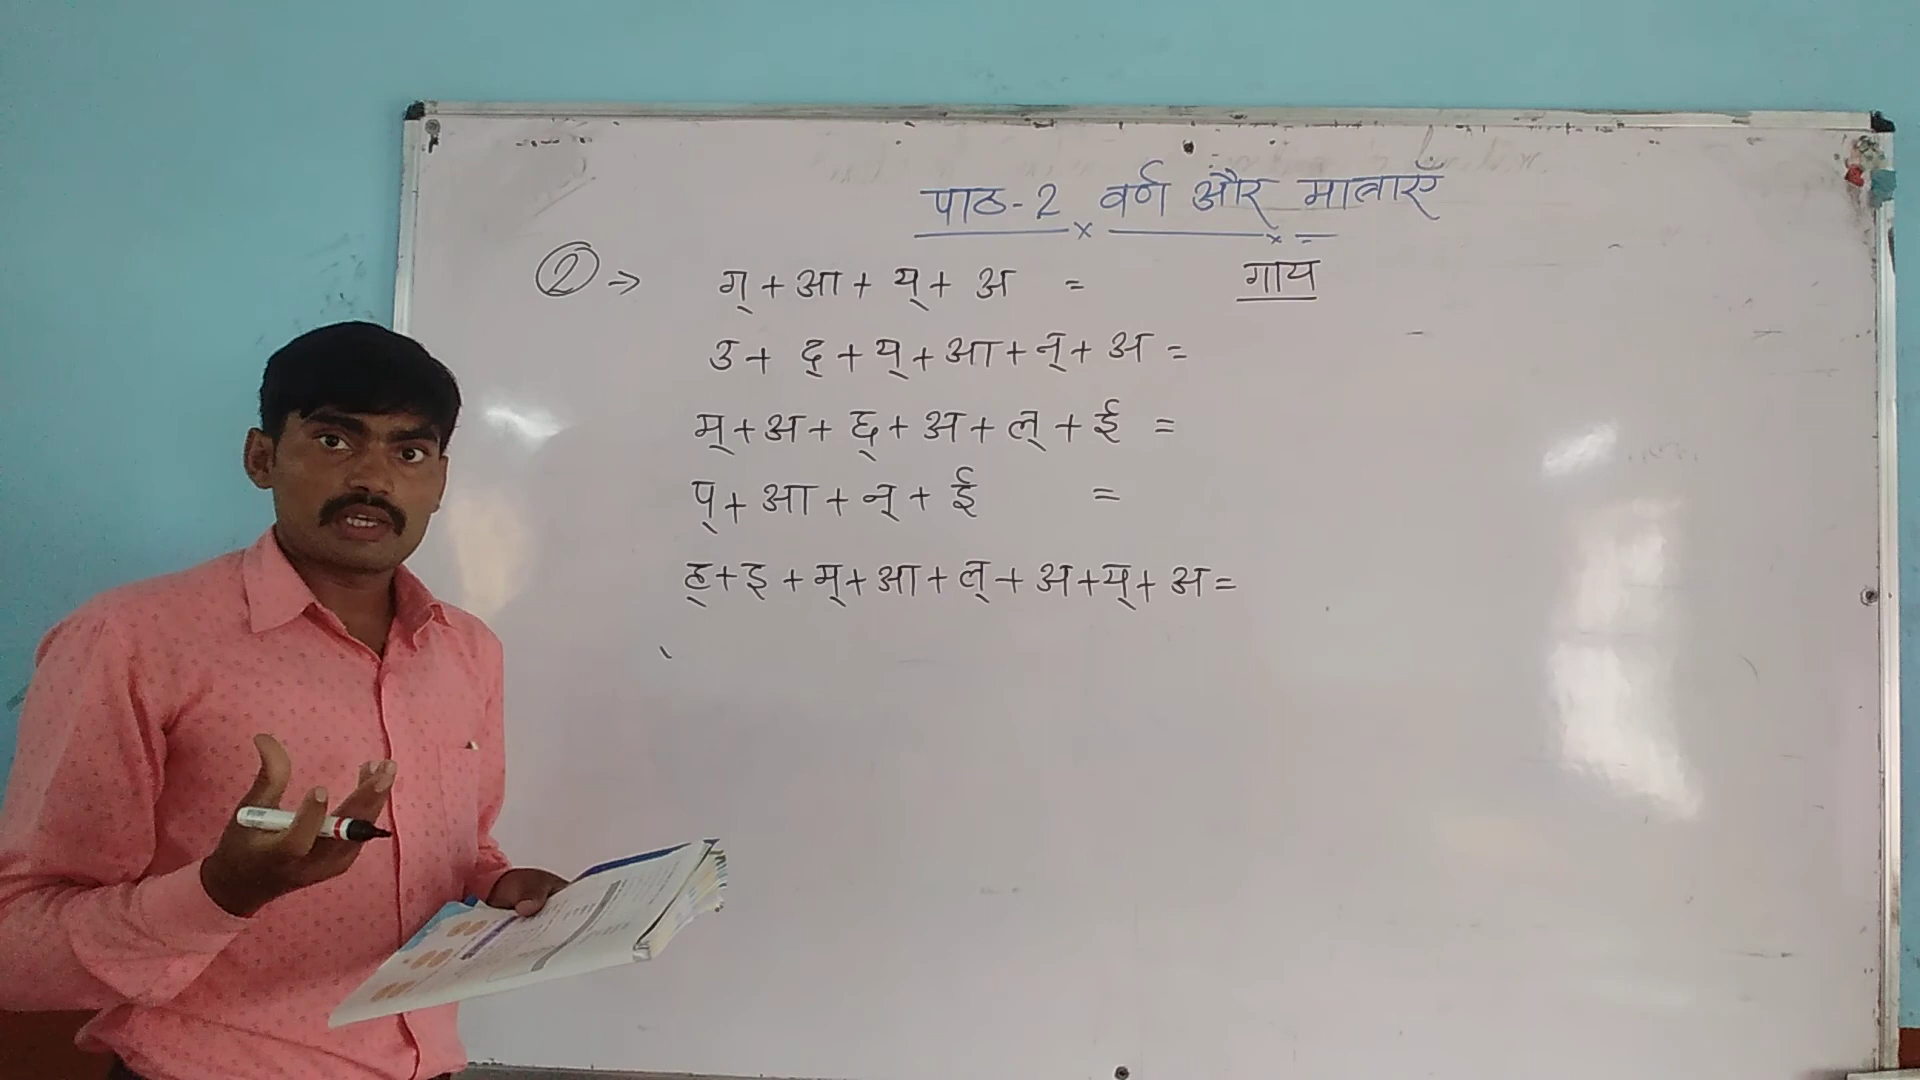 पाठ-2 वर्ण और मात्राएँ
② → ग् + आ + य् + अ = गाय
उ + द् + य् + आ + न् + अ =
म् + अ + छ् + अ + ल् + ई =
प् + आ + न् + ई =
ह् + इ + म् + आ + ल् + अ + य् + अ =